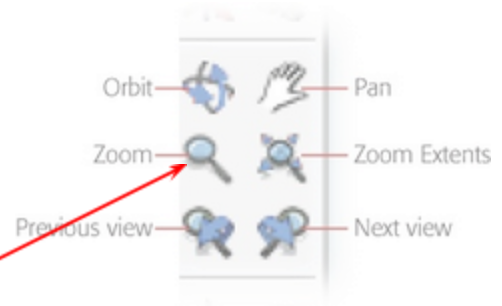 Orbit
Pan
Zoom
Zoom Extents
Previous view
Next view